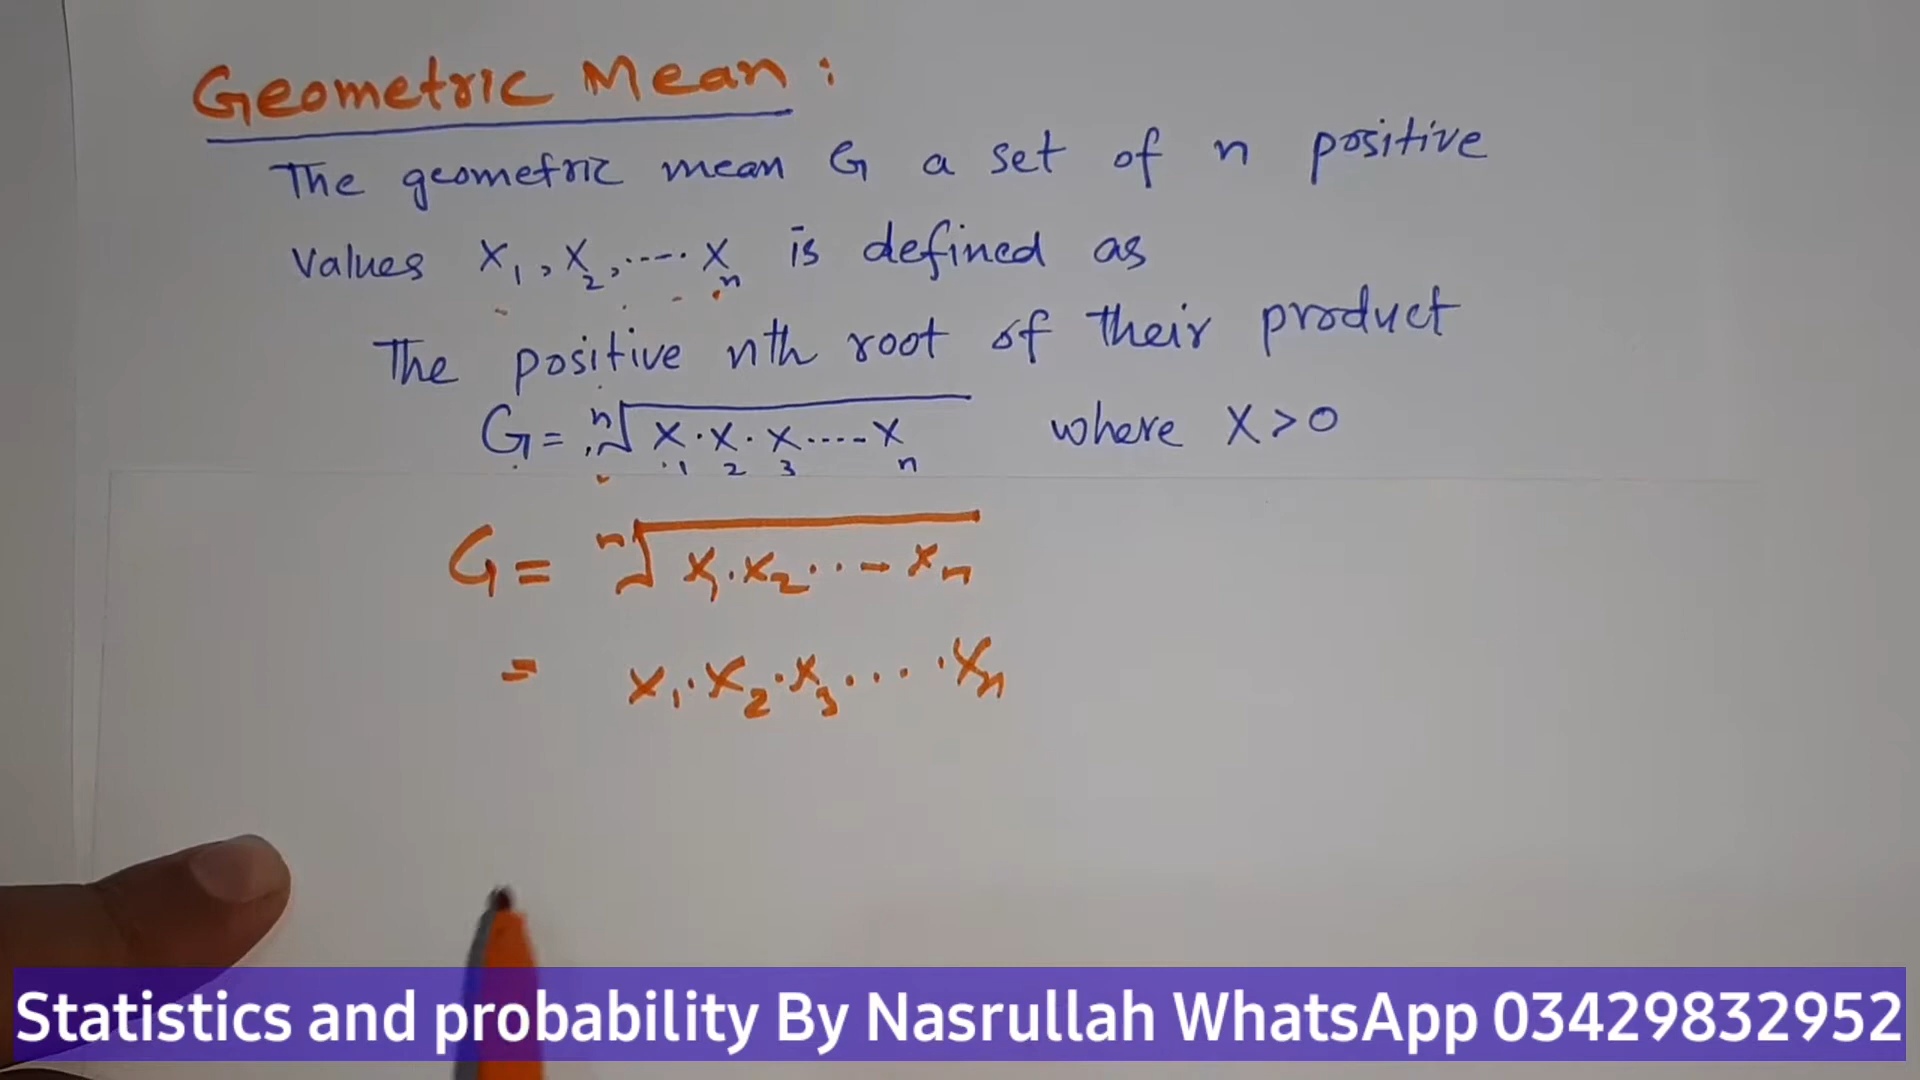 Geometric Mean :
The geometric mean G a set of n positive
values X₁, X₂, ---- Xₙ is defined as
The positive nth root of their product
G = ⁿ√X₁·X₂·X₃----Xₙ where X > 0
G = ⁿ√X₁·X₂··--Xₙ
= X₁·X₂·X₃....·Xₙ
Statistics and probability By Nasrullah WhatsApp 03429832952